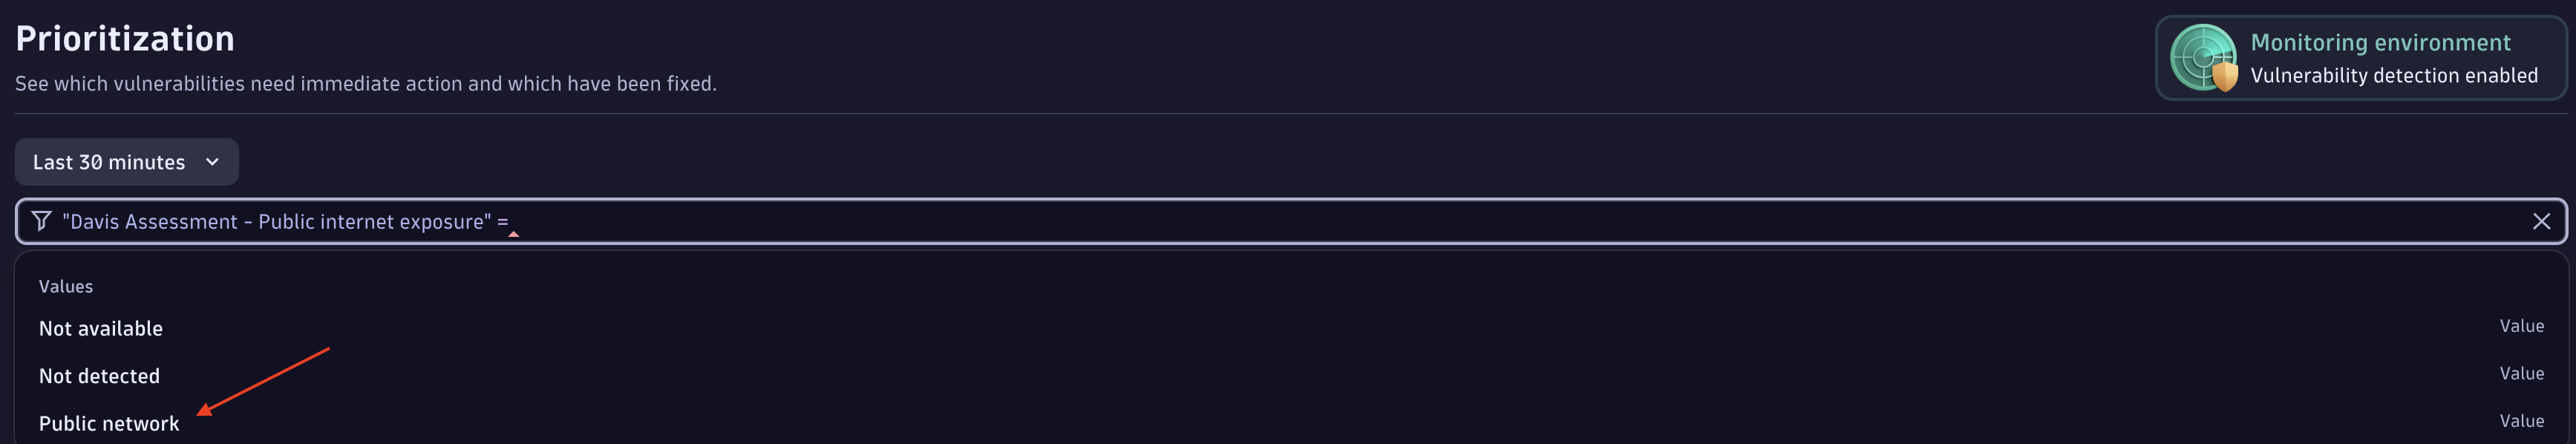 Prioritization
See which vulnerabilities need immediate action and which have been fixed.
Monitoring environment
Vulnerability detection enabled
Last 30 minutes
"Davis Assessment - Public internet exposure" =
Values
Not available Value
Not detected Value
Public network Value